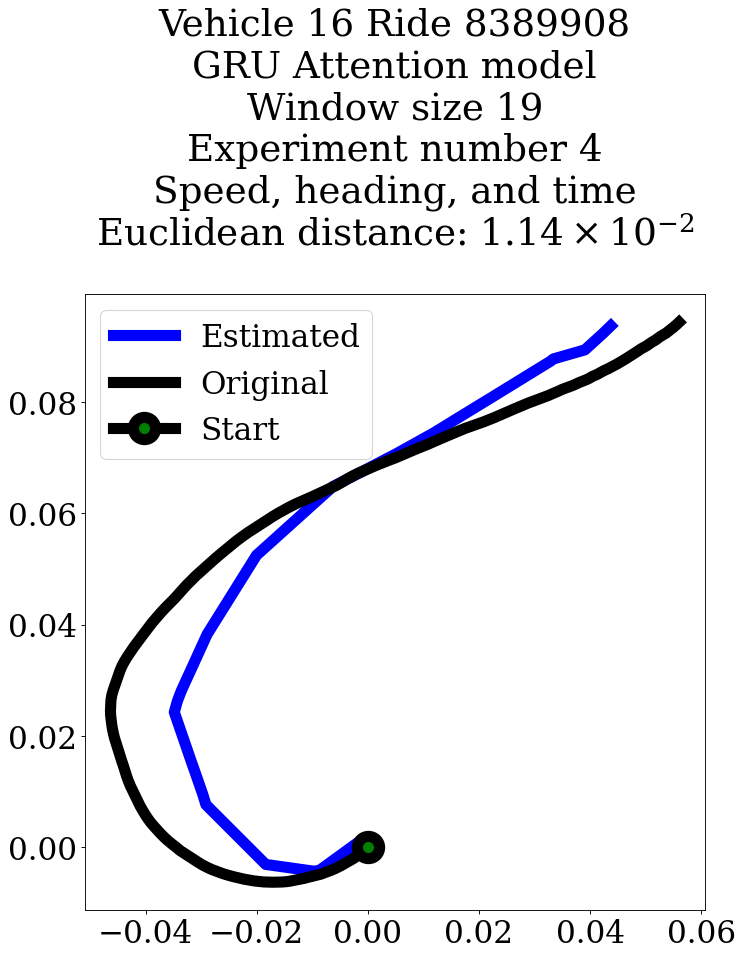 Vehicle 16 Ride 8389908
GRU Attention model
Window size 19
Experiment number 4
Speed, heading, and time
Euclidean distance: 1.14 × 10⁻²
Estimated
Original
Start
0.08
0.06
0.04
0.02
0.00
−0.04 −0.02 0.00 0.02 0.04 0.06